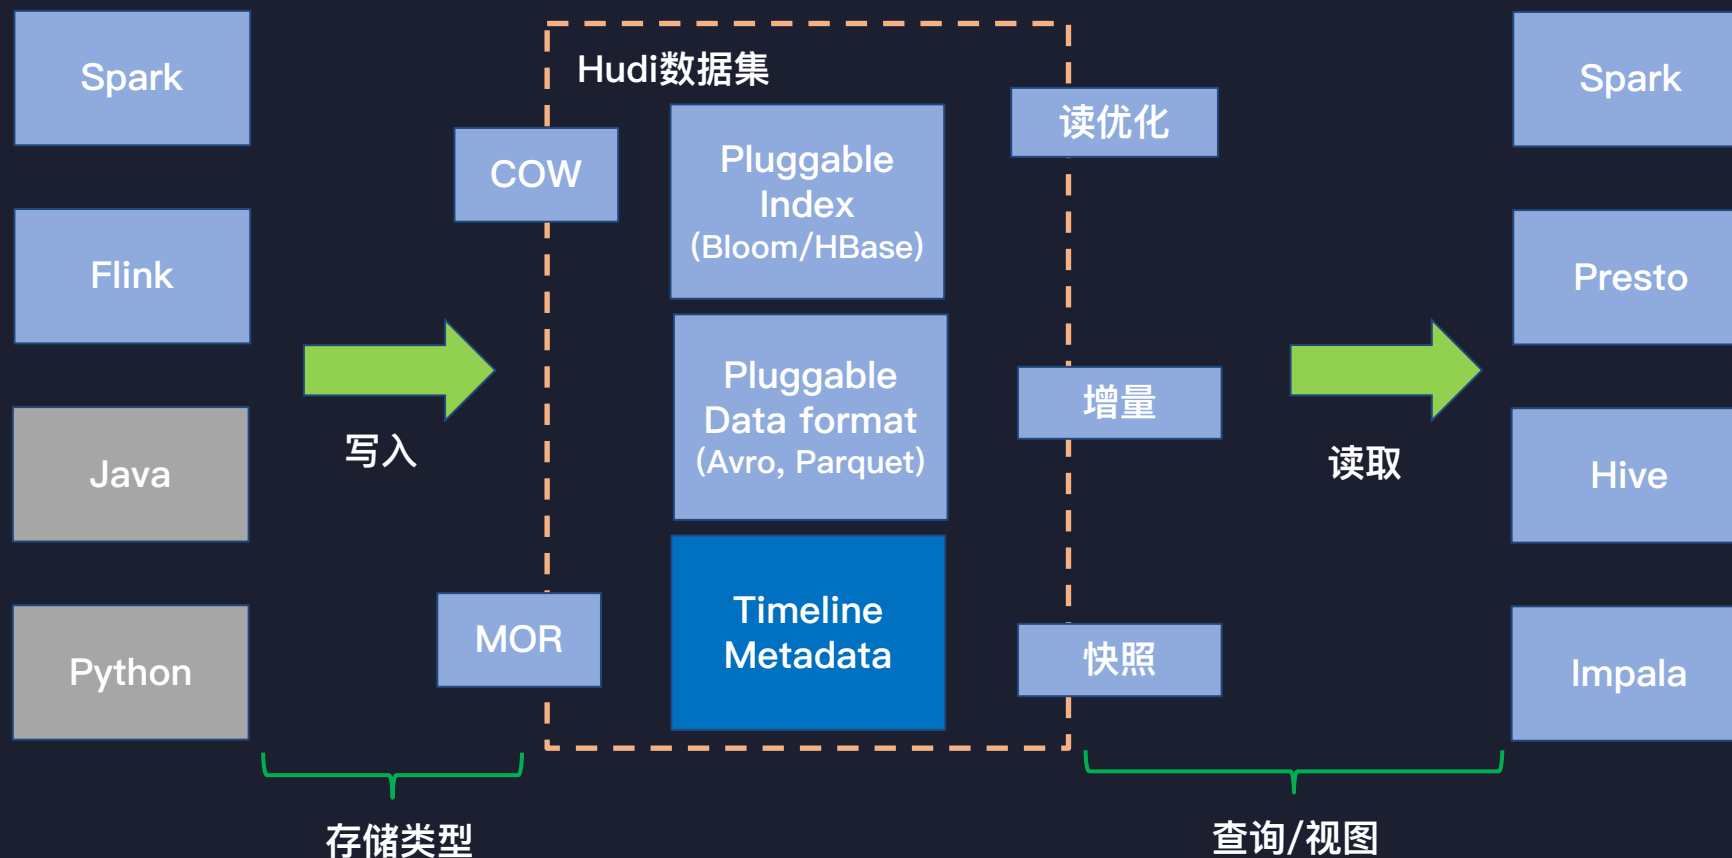 Spark
Flink
Java
Python
写入
存储类型
COW
MOR
Hudi数据集
Pluggable
Index
(Bloom/HBase)
Pluggable
Data format
(Avro, Parquet)
Timeline
Metadata
读优化
增量
快照
读取
查询/视图
Spark
Presto
Hive
Impala